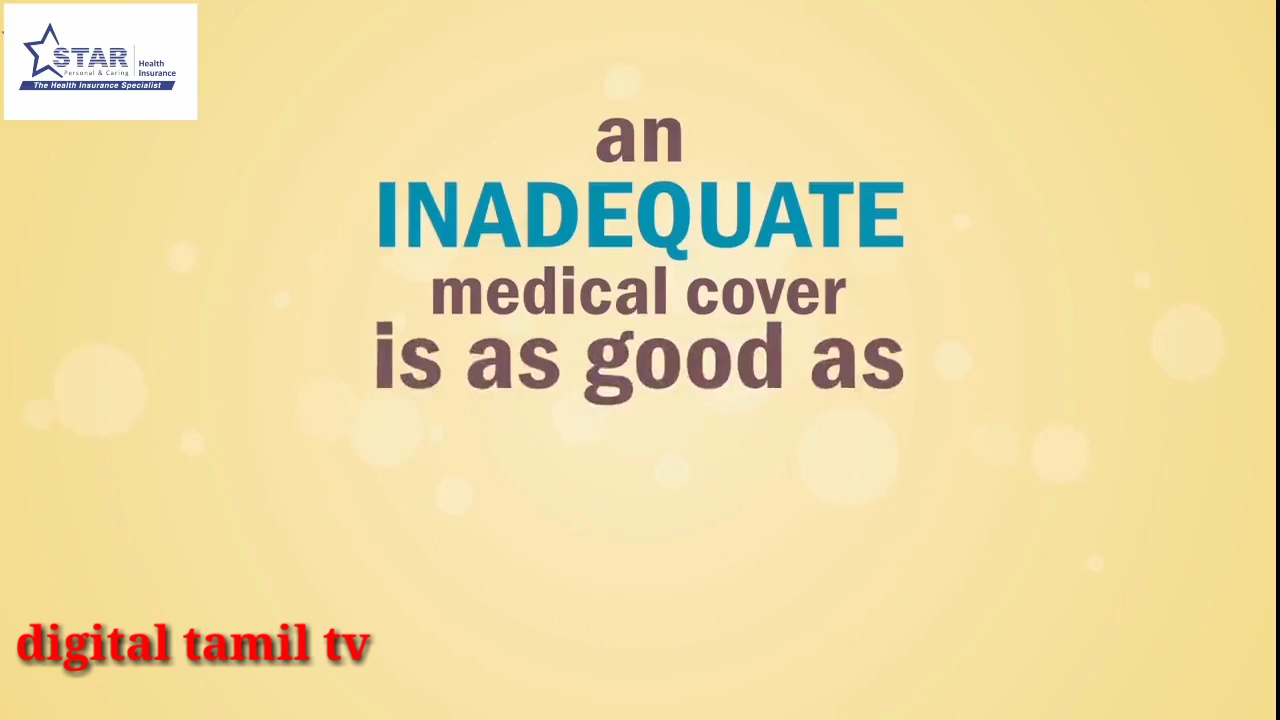 STAR
Health
Insurance
Personal & Caring
The Health Insurance Specialist
an
INADEQUATE
medical cover
is as good as
digital tamil tv